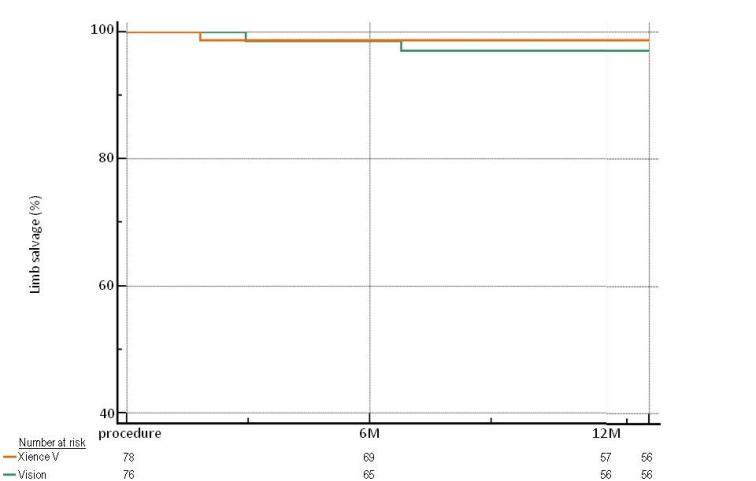 100
80
60
40
Limb salvage (%)
procedure 6M 12M
Number at risk
Xience V 78 69 57 56
Vision 76 65 56 56